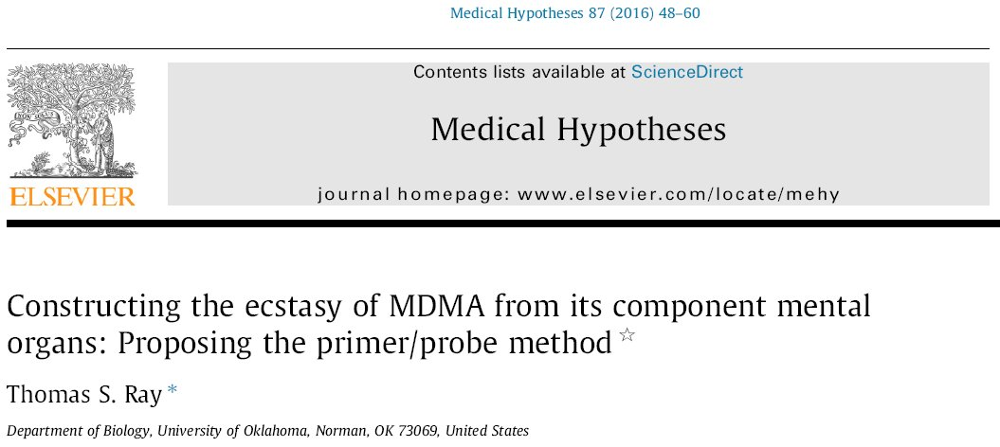 Medical Hypotheses 87 (2016) 48–60
Contents lists available at ScienceDirect
Medical Hypotheses
journal homepage: www.elsevier.com/locate/mehy
ELSEVIER
Constructing the ecstasy of MDMA from its component mental
organs: Proposing the primer/probe method ☆
Thomas S. Ray *
Department of Biology, University of Oklahoma, Norman, OK 73069, United States